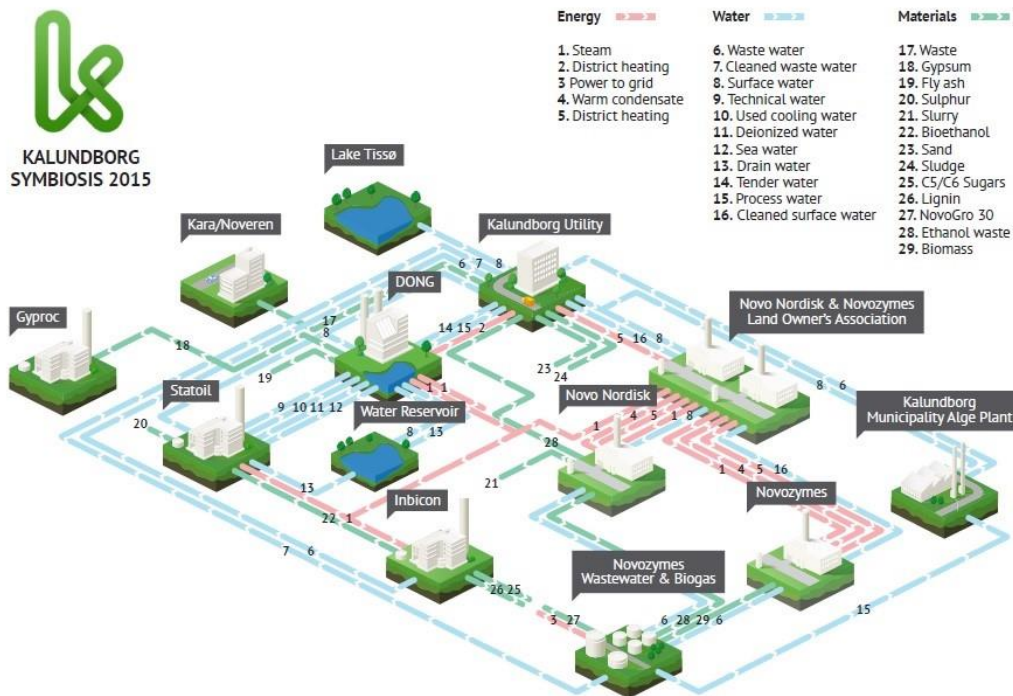 KALUNDBORG
SYMBIOSIS 2015
Energy
1. Steam
2. District heating
3 Power to grid
4. Warm condensate
5. District heating
Water
6. Waste water
7. Cleaned waste water
8. Surface water
9. Technical water
10. Used cooling water
11. Deionized water
12. Sea water
13. Drain water
14. Tender water
15. Process water
16. Cleaned surface water
Materials
17. Waste
18. Gypsum
19. Fly ash
20. Sulphur
21. Slurry
22. Bioethanol
23. Sand
24. Sludge
25. C5/C6 Sugars
26. Lignin
27. NovoGro 30
28. Ethanol waste
29. Biomass
Lake Tissø
Kara/Noveren
Kalundborg Utility
6 7 8
DONG
Gyproc
17
8
14 15 2
Novo Nordisk & Novozymes
Land Owner's Association
5 16 8
18
19
23
24
8 6
Statoil
1 1
Novo Nordisk
Kalundborg
Municipality Alge Plant
9 10 11 12
Water Reservoir
4 5 1 8
1
20
8 13
28
1 4 5 16
21
13
Inbicon
Novozymes
22 1
7 6
Novozymes
Wastewater & Biogas
26 25
15
3 27
6 28 29 6